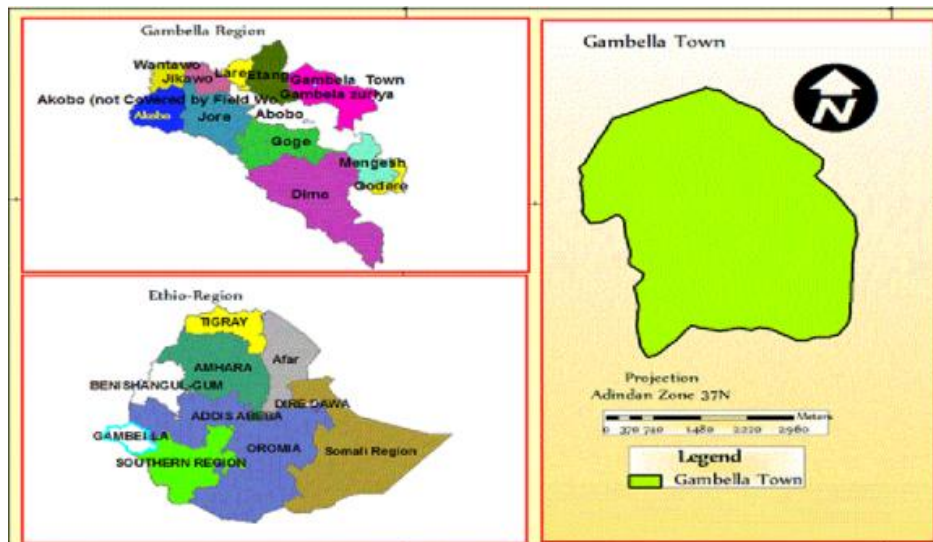 Gambella Region
Wantawo
Jikawo
Lare
Etang
Gambela Town
Gambela zuriya
Akobo (not Covered by Field Wo
Abobo
Akobo
Jore
Goge
Mengesh
Godere
Dima
Ethio-Region
TIGRAY
Afar
AMHARA
BENISHANGUL-GUM
DIRE DAWA
ADDIS ABEBA
GAMBELLA
OROMIA
Somali Region
SOUTHERN REGION
Gambella Town
N
Projection
Adindan Zone 37N
Meters
0 370 740 1.480 2.220 2.960
Legend
Gambella Town